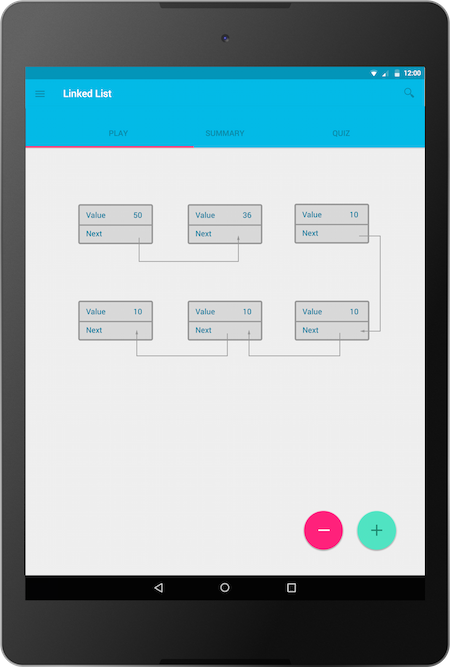 12:00
Linked List
PLAY SUMMARY QUIZ
Value 50 Value 36 Value 10
Next Next Next
Value 10 Value 10 Value 10
Next Next Next